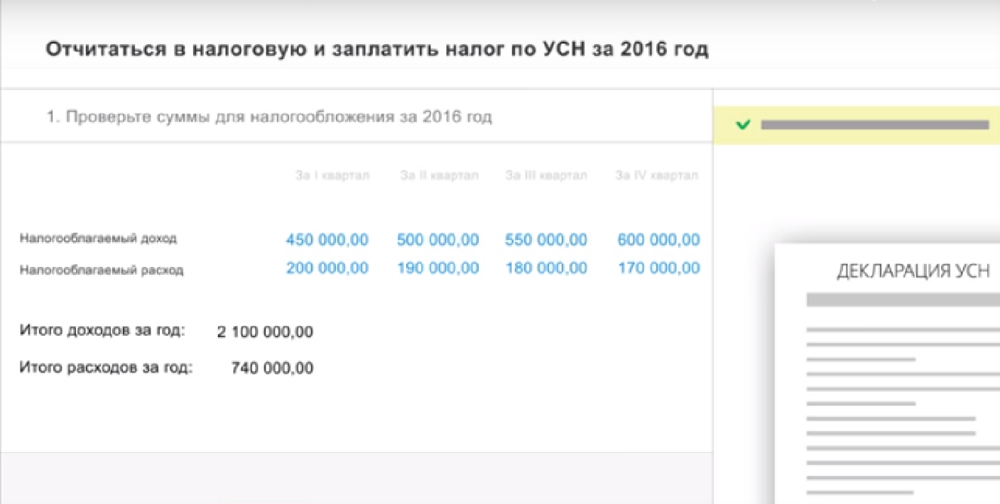 Отчитаться в налоговую и заплатить налог по УСН за 2016 год
1. Проверьте суммы для налогообложения за 2016 год
За I квартал За II квартал За III квартал За IV квартал
Налогооблагаемый доход 450 000,00 500 000,00 550 000,00 600 000,00
Налогооблагаемый расход 200 000,00 190 000,00 180 000,00 170 000,00
Итого доходов за год: 2 100 000,00
Итого расходов за год: 740 000,00
ДЕКЛАРАЦИЯ УСН